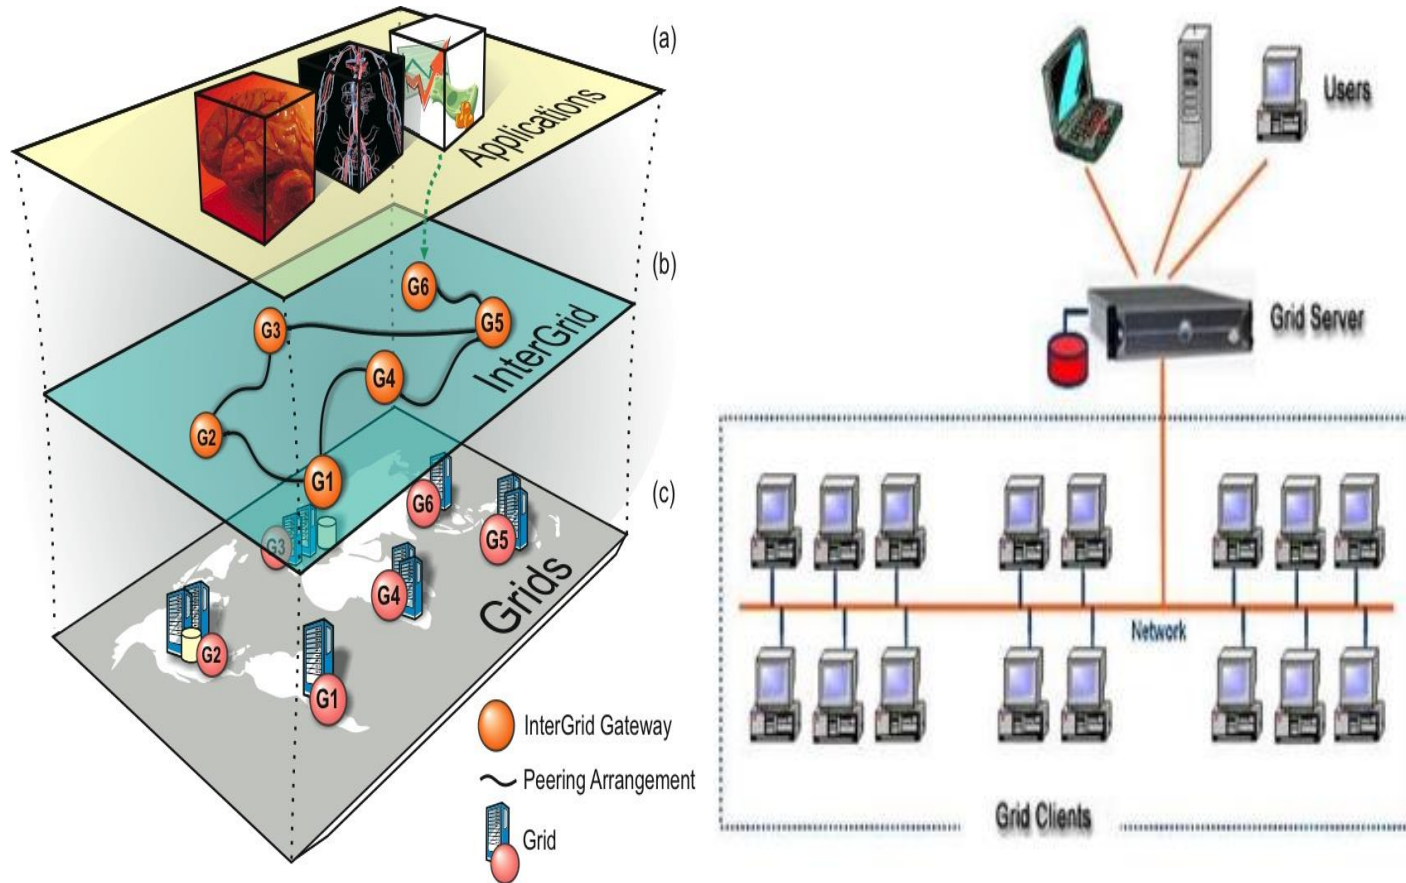 (a)
Applications
(b)
G6
G3
G5
InterGrid
G4
G2
G1
(c)
G6
G3
G5
G4
Grids
G2
G1
InterGrid Gateway
Peering Arrangement
Grid
Users
Grid Server
Network
Grid Clients